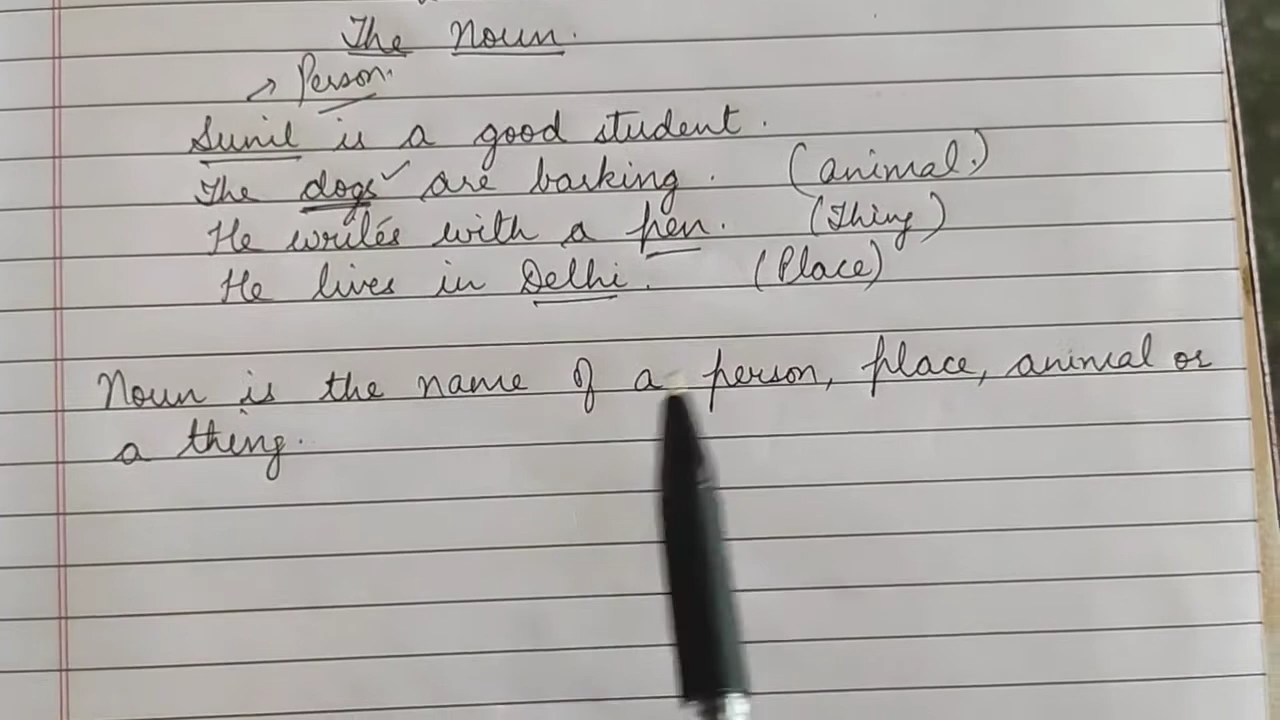 The Noun.
→ Person.
Sunil is a good student.
The dogs are barking. (animal.)
He writes with a pen. (Thing)
He lives in Delhi. (Place)
Noun is the name of a person, place, animal or
a thing.